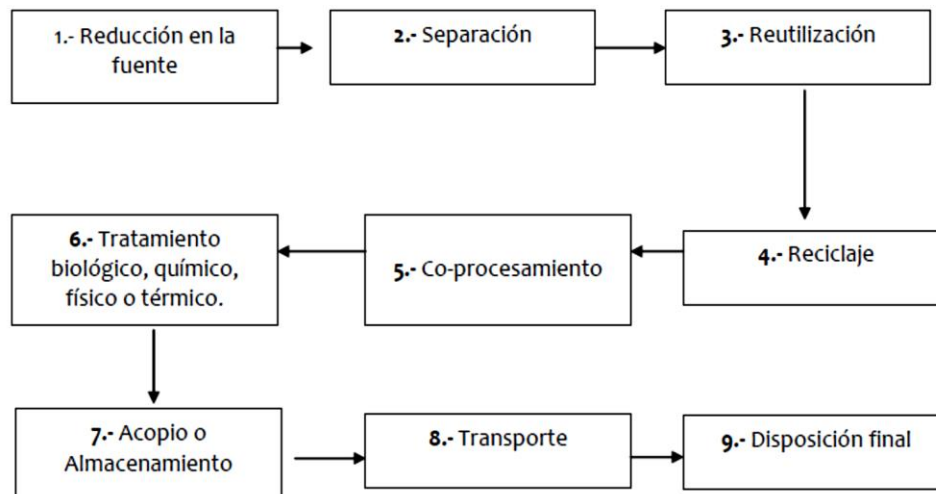 1.- Reducción en la
fuente
2.- Separación
3.- Reutilización
4.- Reciclaje
5.- Co-procesamiento
6.- Tratamiento
biológico, químico,
físico o térmico.
7.- Acopio o
Almacenamiento
8.- Transporte
9.- Disposición final